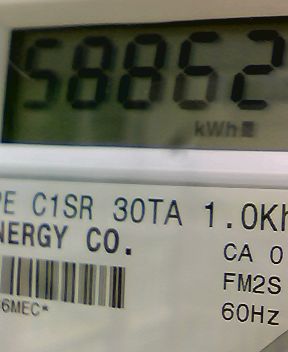 58862
kWh
PE C1SR 30TA 1.0Kh
NERGY CO.
CA 0
FM2S
6MEC*
60Hz